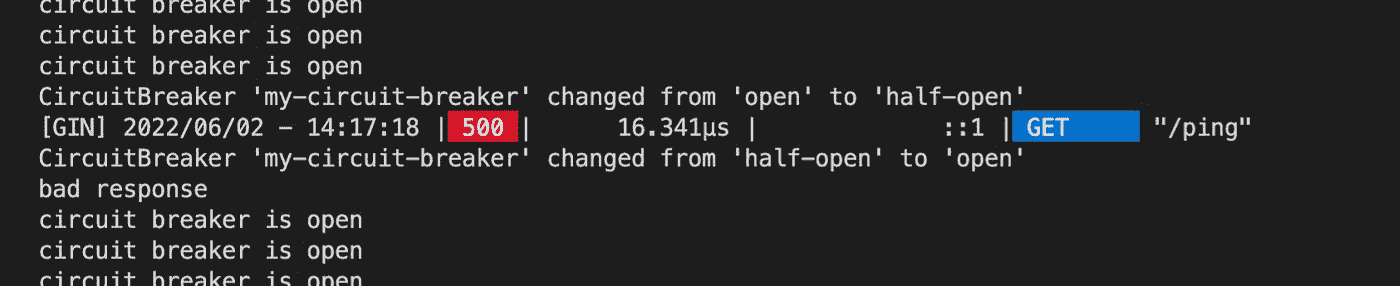 circuit breaker is open
circuit breaker is open
circuit breaker is open
CircuitBreaker 'my-circuit-breaker' changed from 'open' to 'half-open'
[GIN] 2022/06/02 - 14:17:18 | 500 | 16.341µs | ::1 | GET "/ping"
CircuitBreaker 'my-circuit-breaker' changed from 'half-open' to 'open'
bad response
circuit breaker is open
circuit breaker is open
circuit breaker is open